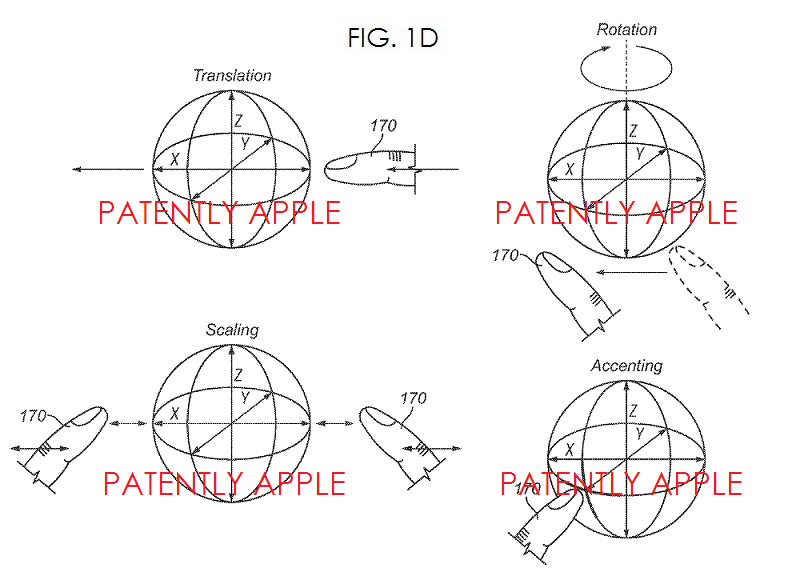 FIG. 1D
Translation
Z
Y
X
170
PATENTLY APPLE
Rotation
Z
Y
X
170
PATENTLY APPLE
Scaling
Z
Y
X
170
170
PATENTLY APPLE
Accenting
Z
Y
X
170
PATENTLY APPLE